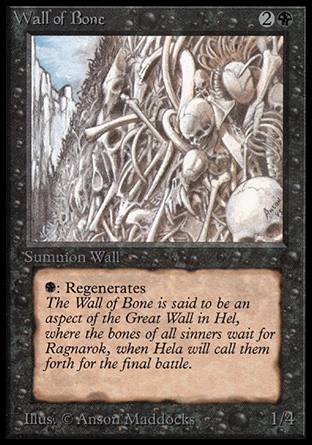 Wall of Bone 2
Summon Wall
: Regenerates
The Wall of Bone is said to be an
aspect of the Great Wall in Hel,
where the bones of all sinners wait for
Ragnarok, when Hela will call them
forth for the final battle.
Illus. © Anson Maddocks 1/4